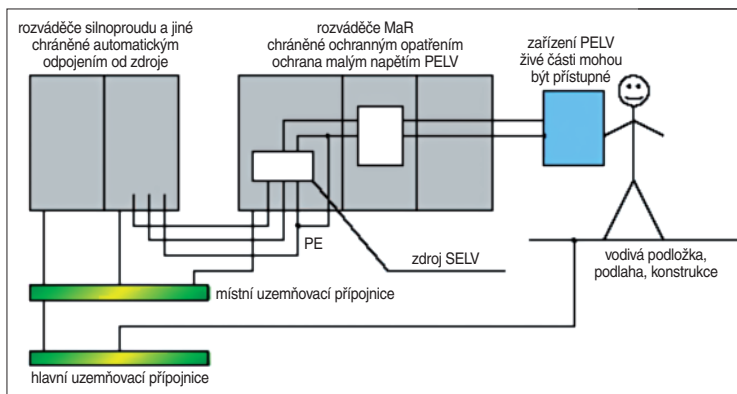 rozváděče silnoproudu a jiné
chráněné automatickým
odpojením od zdroje
rozváděče MaR
chráněné ochranným opatřením
ochrana malým napětím PELV
zařízení PELV
živé části mohou
být přístupné
PE
zdroj SELV
vodivá podložka,
podlaha, konstrukce
místní uzemňovací přípojnice
hlavní uzemňovací přípojnice